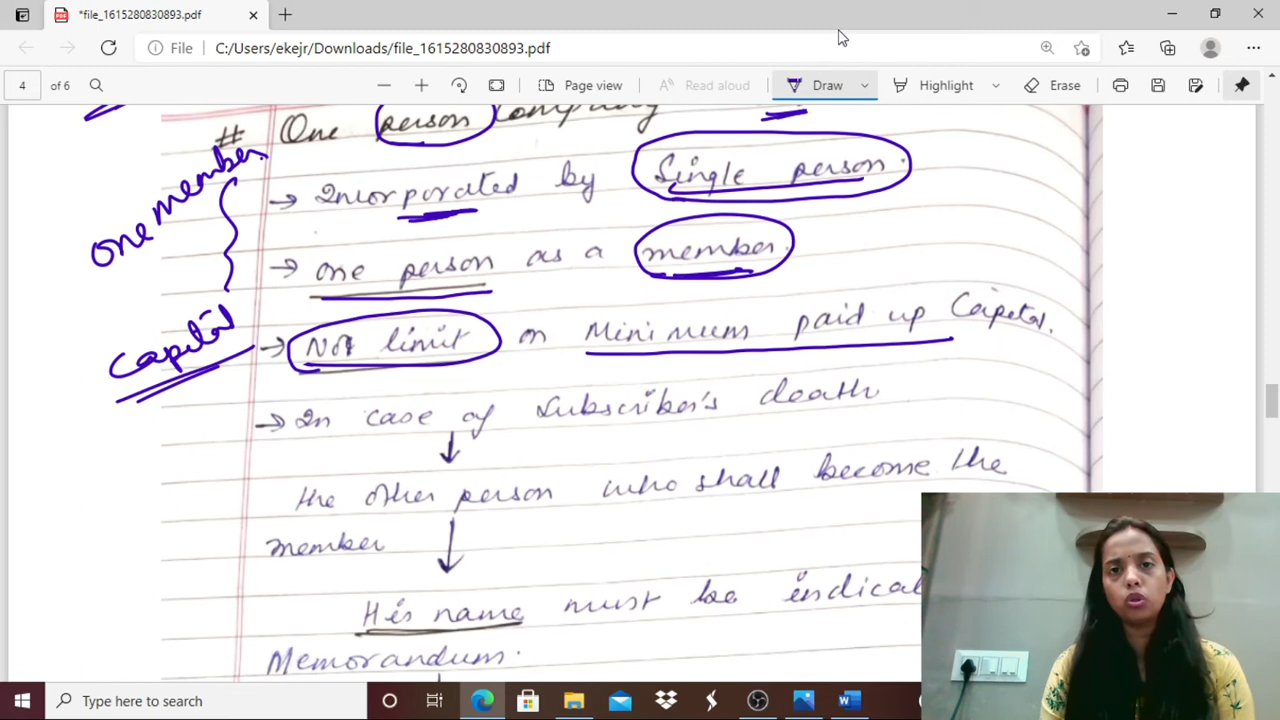 *file_1615280830893.pdf
File C:/Users/ekejr/Downloads/file_1615280830893.pdf
4 of 6 Page view Read aloud Draw Highlight Erase
# One person Company
→ Incorporated by Single person.
one member
→ one person as a member.
→ Not limit on Minimum paid up Capital.
Capital
→ In case of Subscriber's death
the other person who shall become the
member
His name must be indicat
Memorandum.
Type here to search